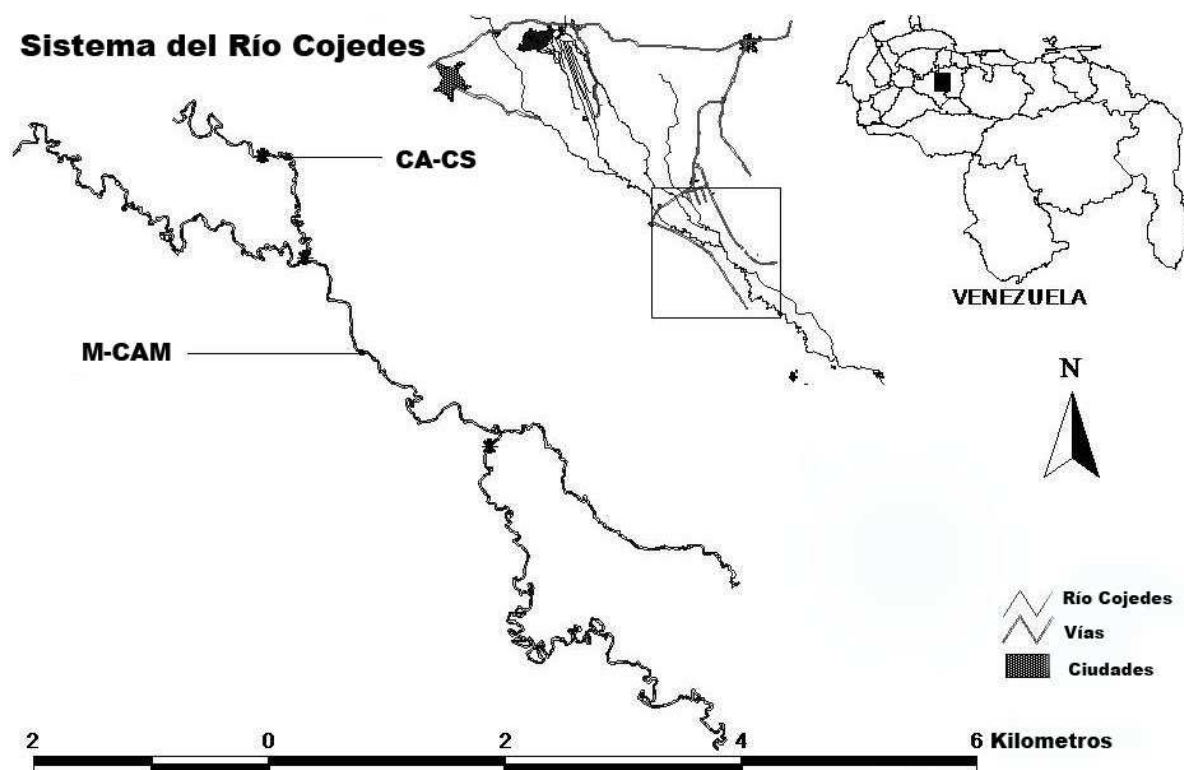 Sistema del Río Cojedes
CA-CS
M-CAM
VENEZUELA
N
Río Cojedes
Vías
Ciudades
2 0 2 4 6 Kilometros